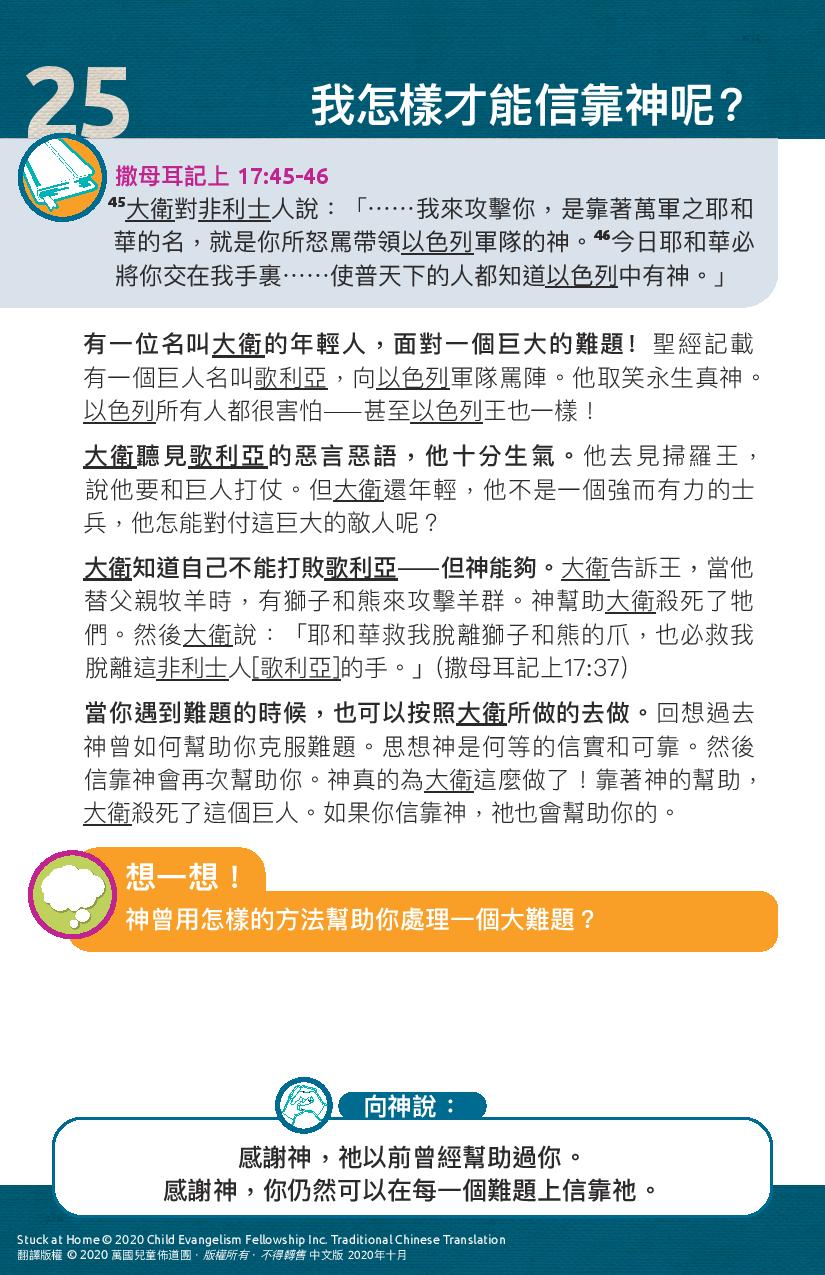 25
我怎樣才能信靠神呢？
撒母耳記上 17:45-46
45大衛對非利士人說：「……我來攻擊你，是靠著萬軍之耶和
華的名，就是你所怒罵帶領以色列軍隊的神。46今日耶和華必
將你交在我手裏……使普天下的人都知道以色列中有神。」
有一位名叫大衛的年輕人，面對一個巨大的難題！聖經記載
有一個巨人名叫歌利亞，向以色列軍隊罵陣。他取笑永生真神。
以色列所有人都很害怕——甚至以色列王也一樣！
大衛聽見歌利亞的惡言惡語，他十分生氣。他去見掃羅王，
說他要和巨人打仗。但大衛還年輕，他不是一個強而有力的士
兵，他怎能對付這巨大的敵人呢？
大衛知道自己不能打敗歌利亞——但神能夠。大衛告訴王，當他
替父親牧羊時，有獅子和熊來攻擊羊群。神幫助大衛殺死了牠
們。然後大衛說：「耶和華救我脫離獅子和熊的爪，也必救我
脫離這非利士人[歌利亞]的手。」(撒母耳記上17:37)
當你遇到難題的時候，也可以按照大衛所做的去做。回想過去
神曾如何幫助你克服難題。思想神是何等的信實和可靠。然後
信靠神會再次幫助你。神真的為大衛這麼做了！靠著神的幫助，
大衛殺死了這個巨人。如果你信靠神，祂也會幫助你的。
想一想！
神曾用怎樣的方法幫助你處理一個大難題？
向神說：
感謝神，祂以前曾經幫助過你。
感謝神，你仍然可以在每一個難題上信靠祂。
Stuck at Home © 2020 Child Evangelism Fellowship Inc. Traditional Chinese Translation
翻譯版權 © 2020 萬國兒童佈道團．版權所有．不得轉售 中文版 2020年十月